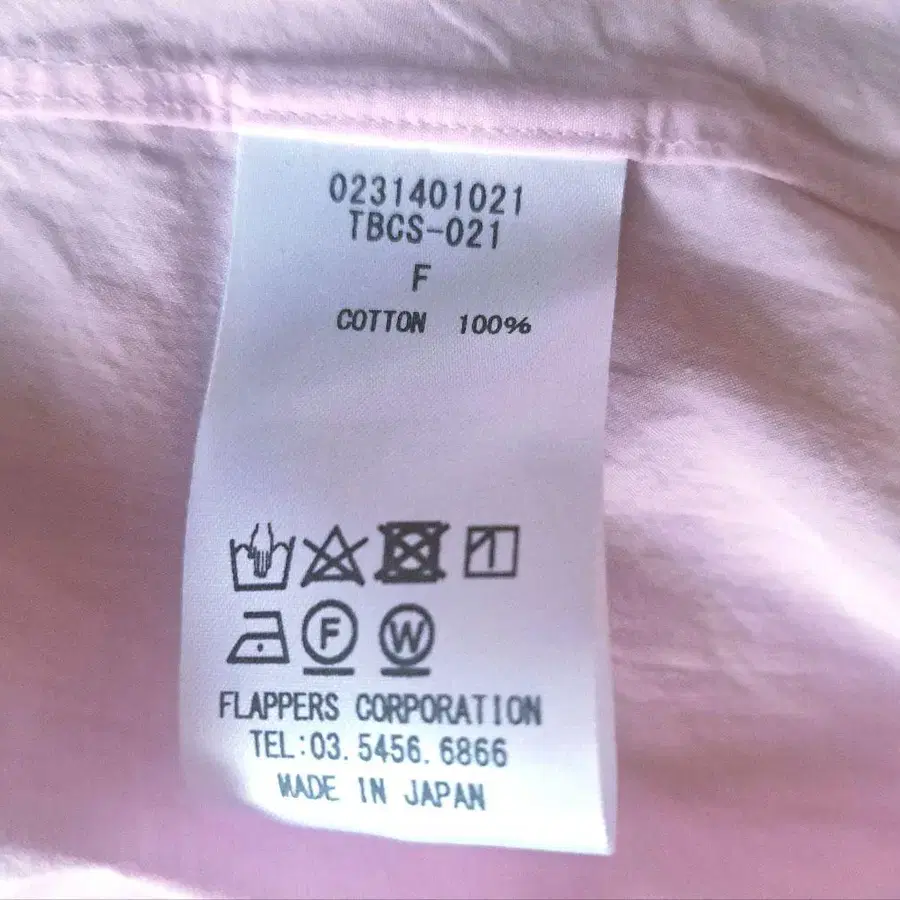 0231401021
TBCS-021
F
COTTON 100%
F W
FLAPPERS CORPORATION
TEL:03.5456.6866
MADE IN JAPAN